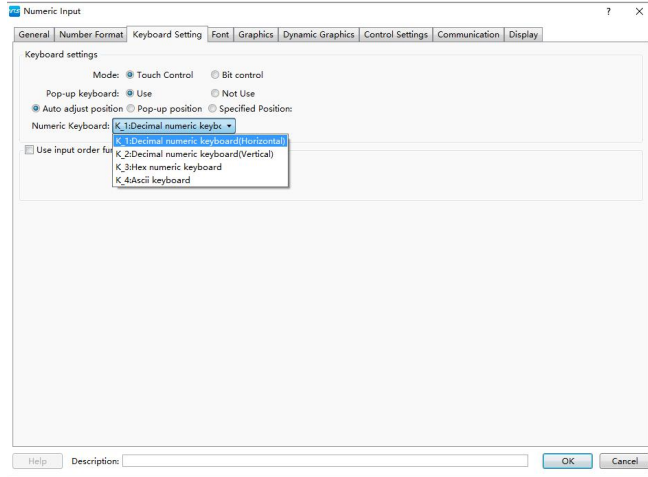 Numeric Input ? X
General Number Format Keyboard Setting Font Graphics Dynamic Graphics Control Settings Communication Display
Keyboard settings
Mode: Touch Control Bit control
Pop-up keyboard: Use Not Use
Auto adjust position Pop-up position Specified Position:
Numeric Keyboard: K_1:Decimal numeric keybc
K_1:Decimal numeric keyboard(Horizontal)
Use input order fur
K_2:Decimal numeric keyboard(Vertical)
K_3:Hex numeric keyboard
K_4:Ascii keyboard
Help Description: OK Cancel